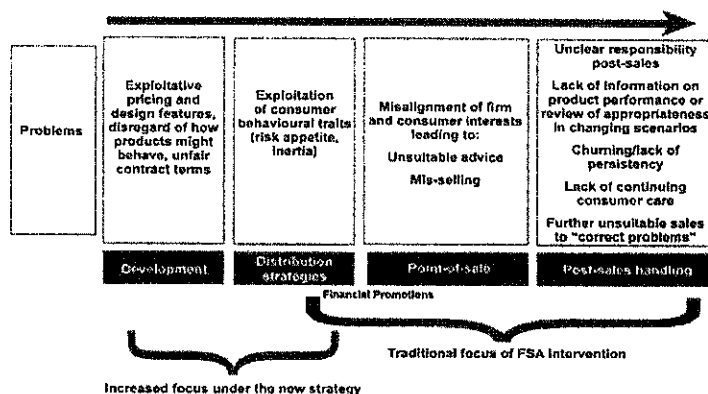 Problems
Exploitative
pricing and
design features,
disregard of how
products might
behave, unfair
contract terms
Exploitation
of consumer
behavioural traits
(risk appetite,
inertia)
Misalignment of firm
and consumer interests
leading to:
Unsuitable advice
Mis-selling
Unclear responsibility
post-sales
Lack of information on
product performance or
review of appropriateness
in changing scenarios
Churning/lack of
persistency
Lack of continuing
consumer care
Further unsuitable sales
to "correct problems"
Development
Distribution
strategies
Point-of-sale
Post-sales handling
Financial Promotions
Traditional focus of FSA intervention
Increased focus under the new strategy